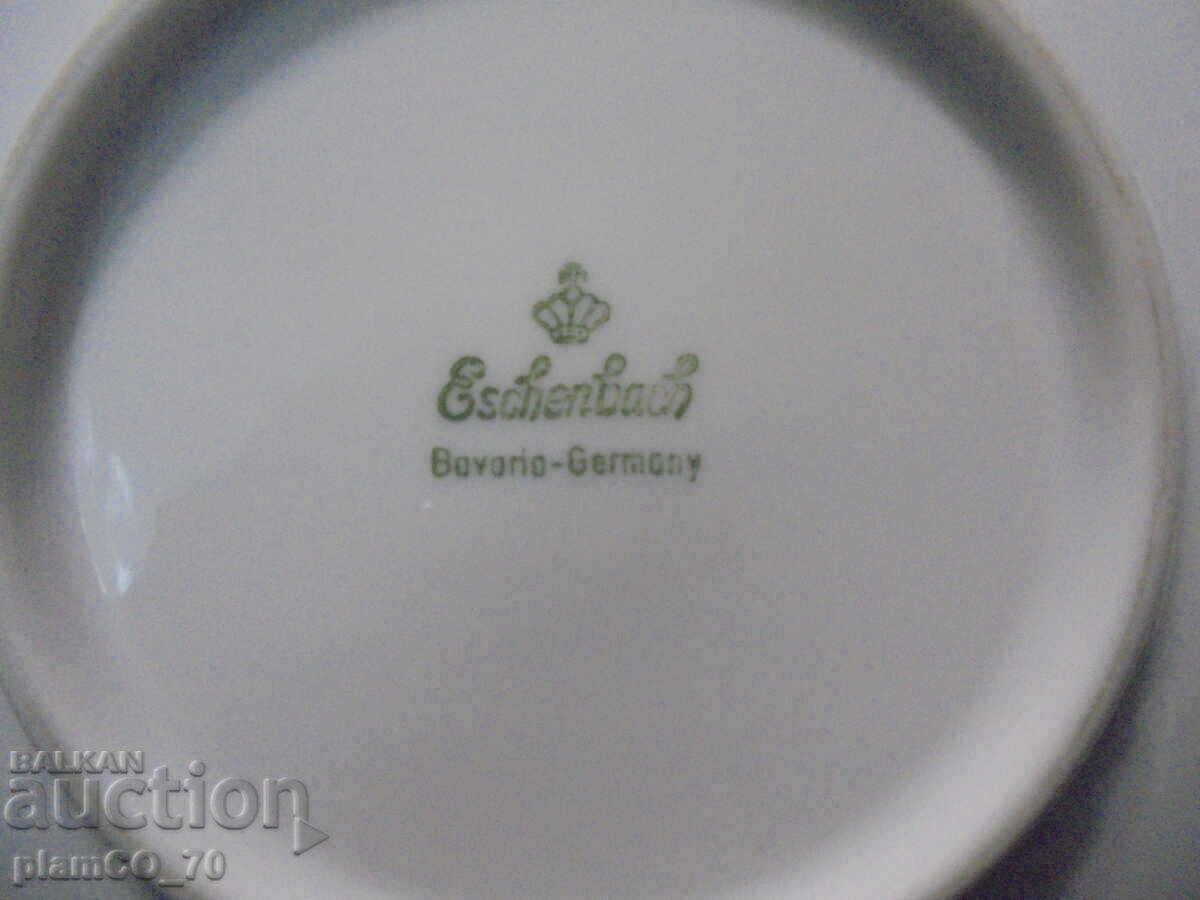 Eschenbach
Bavaria-Germany
BALKAN
auction
plamCO_70